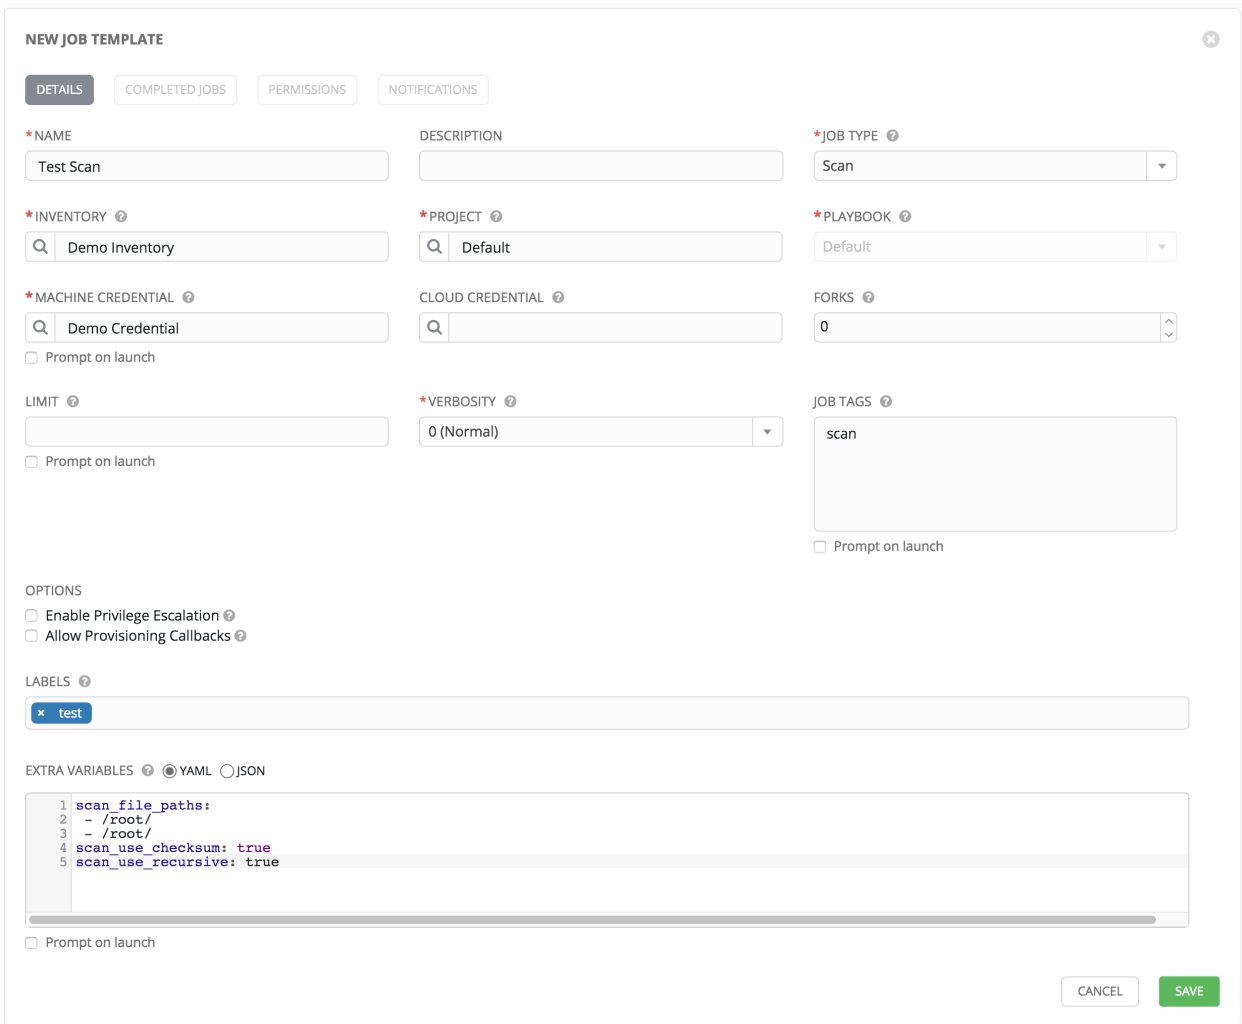 NEW JOB TEMPLATE
DETAILS COMPLETED JOBS PERMISSIONS NOTIFICATIONS
*NAME DESCRIPTION *JOB TYPE ?
Test Scan Scan
*INVENTORY ? *PROJECT ? *PLAYBOOK ?
Demo Inventory Default Default
*MACHINE CREDENTIAL ? CLOUD CREDENTIAL ? FORKS ?
Demo Credential 0
Prompt on launch
LIMIT ? *VERBOSITY ? JOB TAGS ?
0 (Normal) scan
Prompt on launch
Prompt on launch
OPTIONS
Enable Privilege Escalation ?
Allow Provisioning Callbacks ?
LABELS ?
× test
EXTRA VARIABLES ? YAML JSON
1 scan_file_paths:
2 - /root/
3 - /root/
4 scan_use_checksum: true
5 scan_use_recursive: true
Prompt on launch
CANCEL SAVE